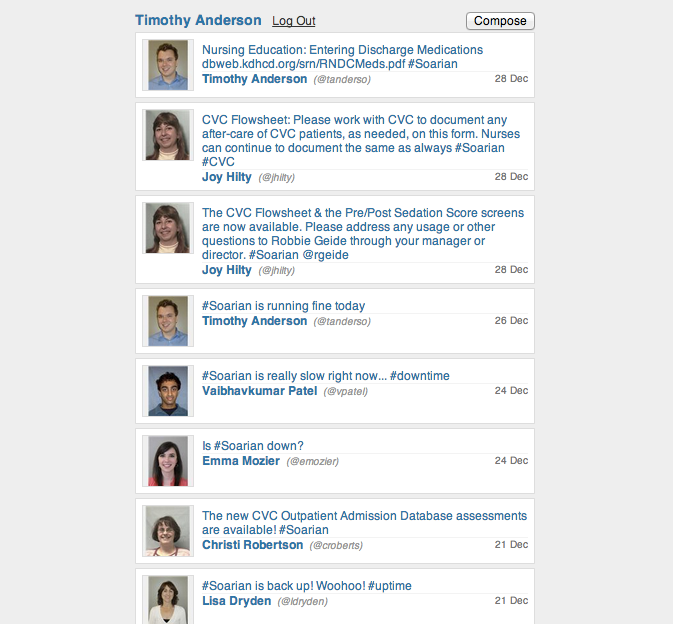 Timothy Anderson Log Out Compose
Nursing Education: Entering Discharge Medications
dbweb.kdhcd.org/srn/RNDCMeds.pdf #Soarian
Timothy Anderson (@tanderso) 28 Dec
CVC Flowsheet: Please work with CVC to document any
after-care of CVC patients, as needed, on this form. Nurses
can continue to document the same as always #Soarian
#CVC
Joy Hilty (@jhilty) 28 Dec
The CVC Flowsheet & the Pre/Post Sedation Score screens
are now available. Please address any usage or other
questions to Robbie Geide through your manager or
director. #Soarian @rgeide
Joy Hilty (@jhilty) 28 Dec
#Soarian is running fine today
Timothy Anderson (@tanderso) 26 Dec
#Soarian is really slow right now... #downtime
Vaibhavkumar Patel (@vpatel) 24 Dec
Is #Soarian down?
Emma Mozier (@emozier) 24 Dec
The new CVC Outpatient Admission Database assessments
are available! #Soarian
Christi Robertson (@croberts) 21 Dec
#Soarian is back up! Woohoo! #uptime
Lisa Dryden (@ldryden) 21 Dec